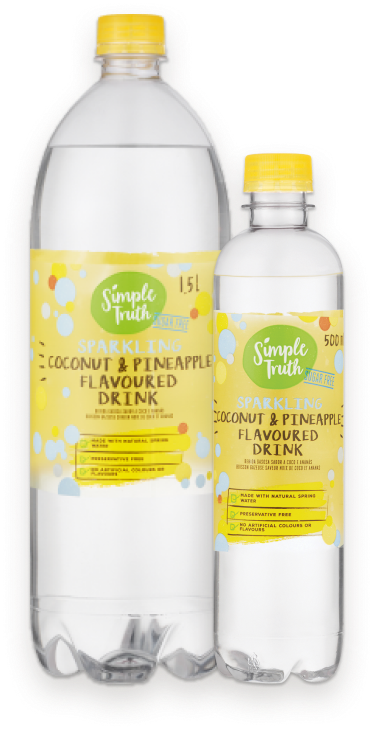 Simple
Truth
1,5L
SUGAR FREE
SPARKLING
COCONUT & PINEAPPLE
FLAVOURED
DRINK
MADE WITH NATURAL SPRING
WATER
PRESERVATIVE FREE
NO ARTIFICIAL COLOURS OR
FLAVOURS
Simple
Truth
500
SUGAR FREE
SPARKLING
COCONUT & PINEAPPLE
FLAVOURED
DRINK
MADE WITH NATURAL SPRING
WATER
PRESERVATIVE FREE
NO ARTIFICIAL COLOURS OR
FLAVOURS